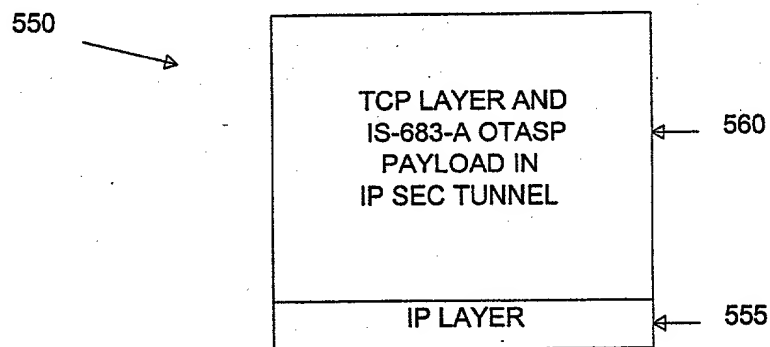 550
TCP LAYER AND
IS-683-A OTASP
PAYLOAD IN
IP SEC TUNNEL
560
IP LAYER
555